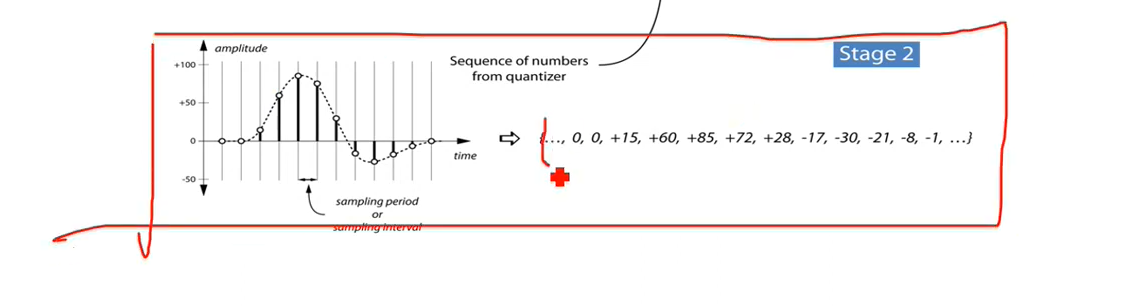 amplitude
+100
+50
0
-50
time
sampling period
or
sampling interval
Sequence of numbers
from quantizer
Stage 2
{..., 0, 0, +15, +60, +85, +72, +28, -17, -30, -21, -8, -1, ...}